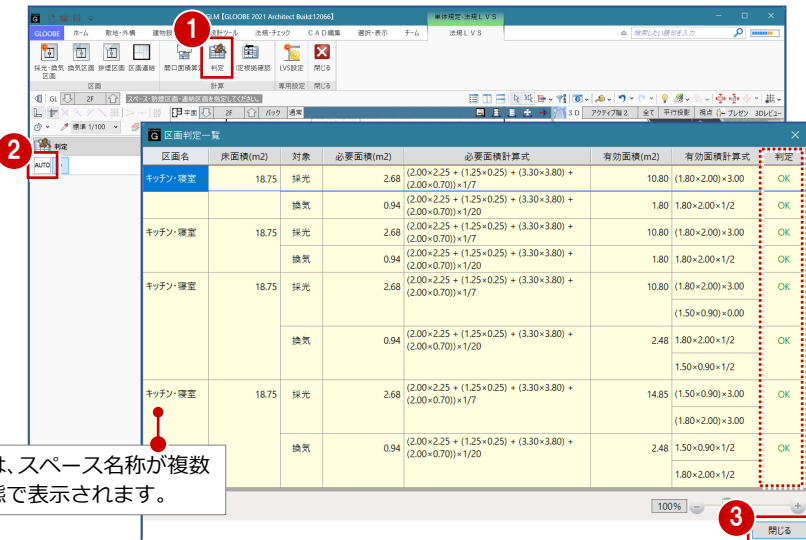 GLM【GLOOBE 2021 Architect Build:12066】
単体規定-法規ＬＶＳ
GLOOBE ホーム 敷地・外構 設計ツール 法規・チェック ＣＡＤ編集 選択・表示 チーム 法規ＬＶＳ
検索したい語句を入力
1
採光・換気区画 換気区画 排煙区画 区画連結 判定 LVS設定 閉じる
区画 計算 専用設定 閉じる
GL 2F スペース・防煙区画・連結区画を指定してください。
平面 2F バック 通常 3D アクティブ階 2 全て 平行投影 視点 レンダリン 3Dレビュー
標準 1/100
2
判定
AUTO
区画判定一覧
区画名 床面積(m2) 対象 必要面積(m2) 必要面積計算式 有効面積(m2) 有効面積計算式 判定
キッチン・寝室 18.75 採光 2.68 (2.00×2.25 + (1.25×0.25) + (3.30×3.80) + 10.80 (1.80×2.00)×3.00 OK
(2.00×0.70))×1/7
換気 0.94 (2.00×2.25 + (1.25×0.25) + (3.30×3.80) + 1.80 1.80×2.00×1/2 OK
(2.00×0.70))×1/20
キッチン・寝室 18.75 採光 2.68 (2.00×2.25 + (1.25×0.25) + (3.30×3.80) + 10.80 (1.80×2.00)×3.00 OK
(2.00×0.70))×1/7
換気 0.94 (2.00×2.25 + (1.25×0.25) + (3.30×3.80) + 1.80 1.80×2.00×1/2 OK
(2.00×0.70))×1/20
キッチン・寝室 18.75 採光 2.68 (2.00×2.25 + (1.25×0.25) + (3.30×3.80) + 10.80 (1.80×2.00)×3.00 OK
(2.00×0.70))×1/7
(1.50×0.90)×0.00
換気 0.94 (2.00×2.25 + (1.25×0.25) + (3.30×3.80) + 2.48 1.80×2.00×1/2 OK
(2.00×0.70))×1/20
1.50×0.90×1/2
キッチン・寝室 18.75 採光 2.68 (2.00×2.25 + (1.25×0.25) + (3.30×3.80) + 14.85 (1.50×0.90)×3.00 OK
(2.00×0.70))×1/7
(1.80×2.00)×3.00
換気 0.94 (2.00×2.25 + (1.25×0.25) + (3.30×3.80) + 2.48 1.50×0.90×1/2 OK
(2.00×0.70))×1/20
1.80×2.00×1/2
は、スペース名称が複数
態で表示されます。
100%
3
閉じる